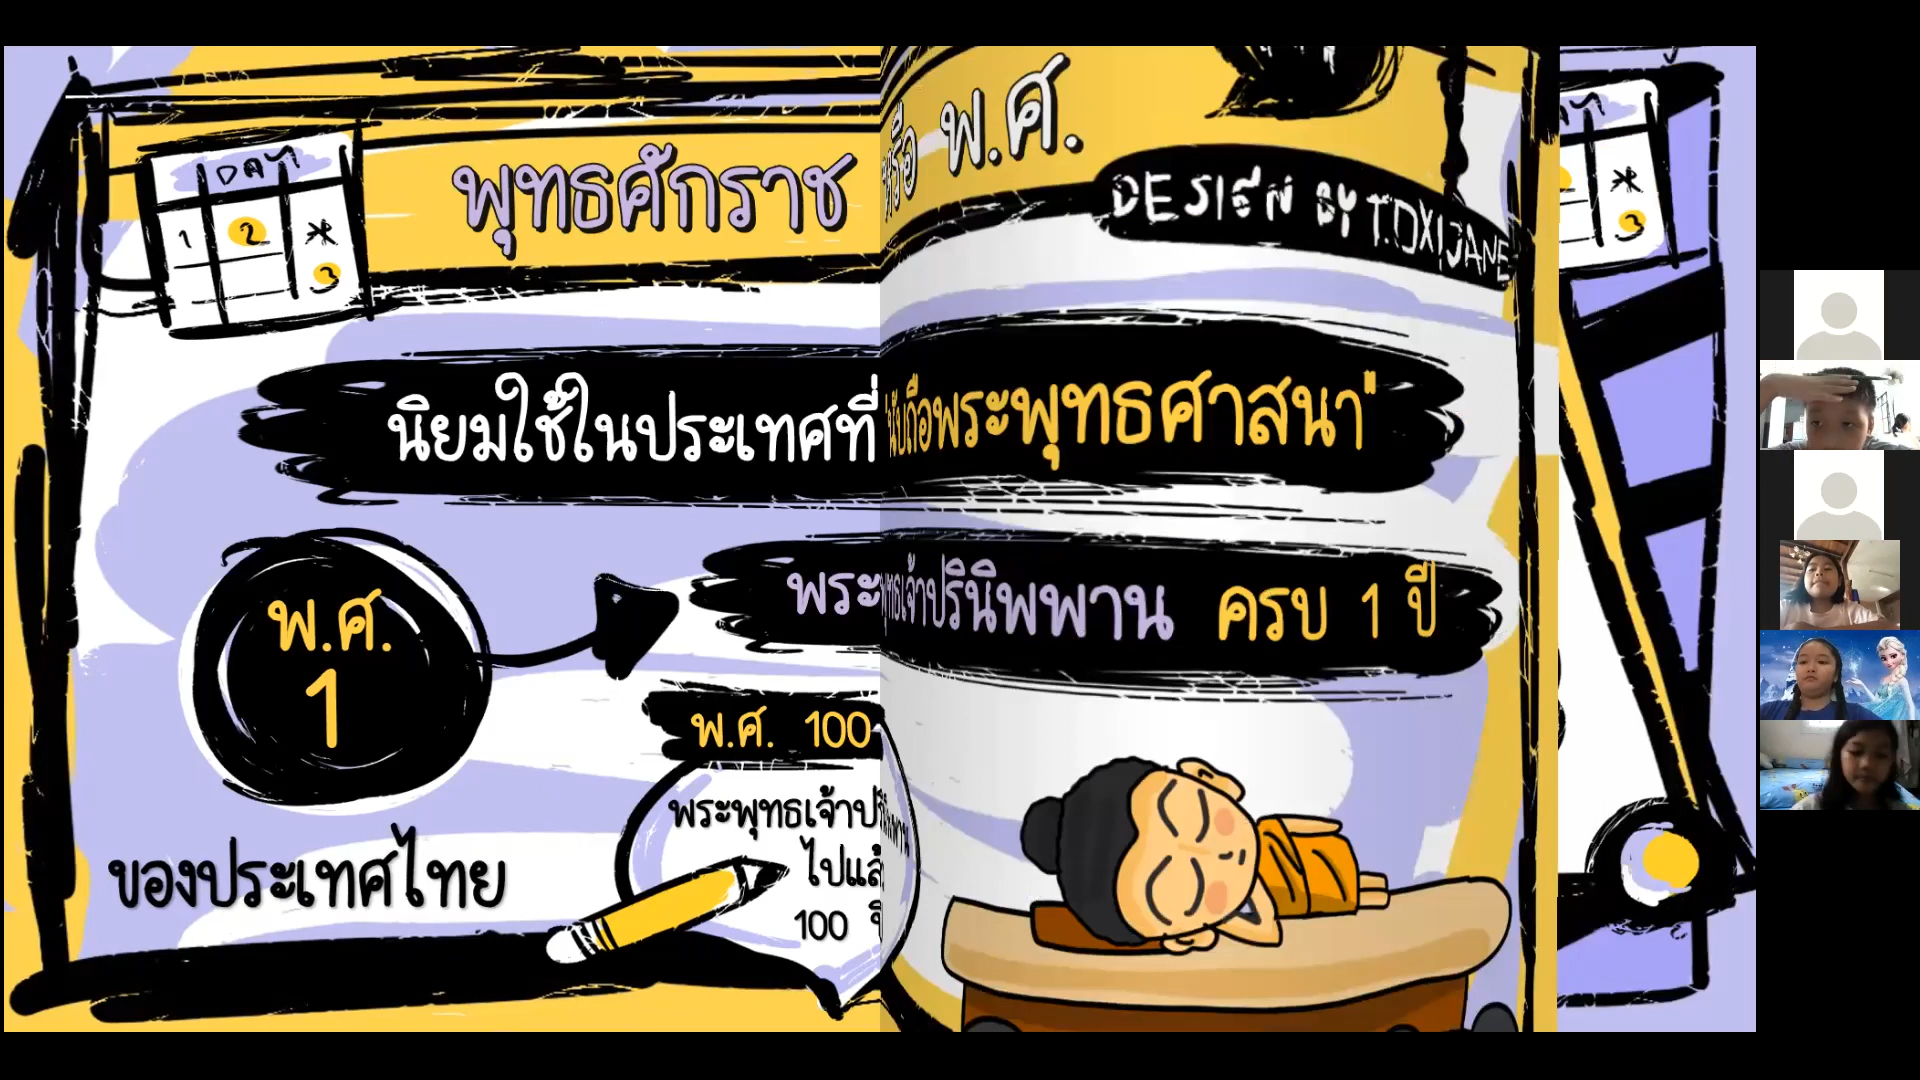 DAY
1 2
3
พุทธศักราช หรือ พ.ศ.
DESIGN BY T.OXIJANE
นิยมใช้ในประเทศที่ "นับถือพระพุทธศาสนา"
พ.ศ.
1
พระพุทธเจ้าปรินิพพาน ครบ 1 ปี
พ.ศ. 100
พระพุทธเจ้าปรินิพพาน
ไปแล้
100 ปี
ของประเทศไทย
3